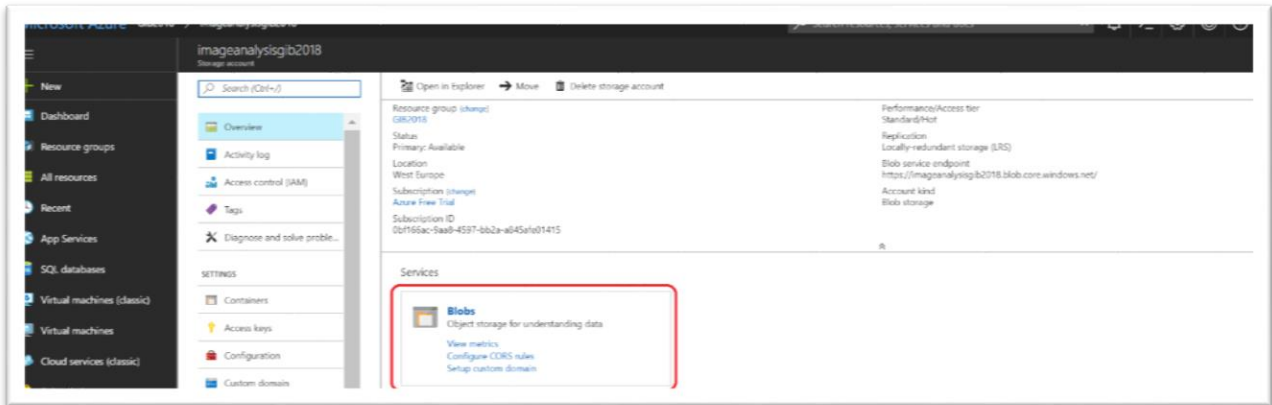 Microsoft Azure
imageanalysisgib2018
Storage account
New
Dashboard
Resource groups
All resources
Recent
App Services
SQL databases
Virtual machines (classic)
Virtual machines
Cloud services (classic)
Search (Ctrl+/)
Overview
Activity log
Access control (IAM)
Tags
Diagnose and solve proble...
SETTINGS
Containers
Access keys
Configuration
Custom domain
Open in Explorer Move Delete storage account
Resource group (change)
GIB2018
Status
Primary: Available
Location
West Europe
Subscription (change)
Azure Free Trial
Subscription ID
Performance/Access tier
Standard/Hot
Replication
Locally-redundant storage (LRS)
Blob service endpoint
https://imageanalysisgib2018.blob.core.windows.net/
Account kind
Blob storage
Services
Blobs
Object storage for understanding data
View metrics
Configure CORS rules
Setup custom domain